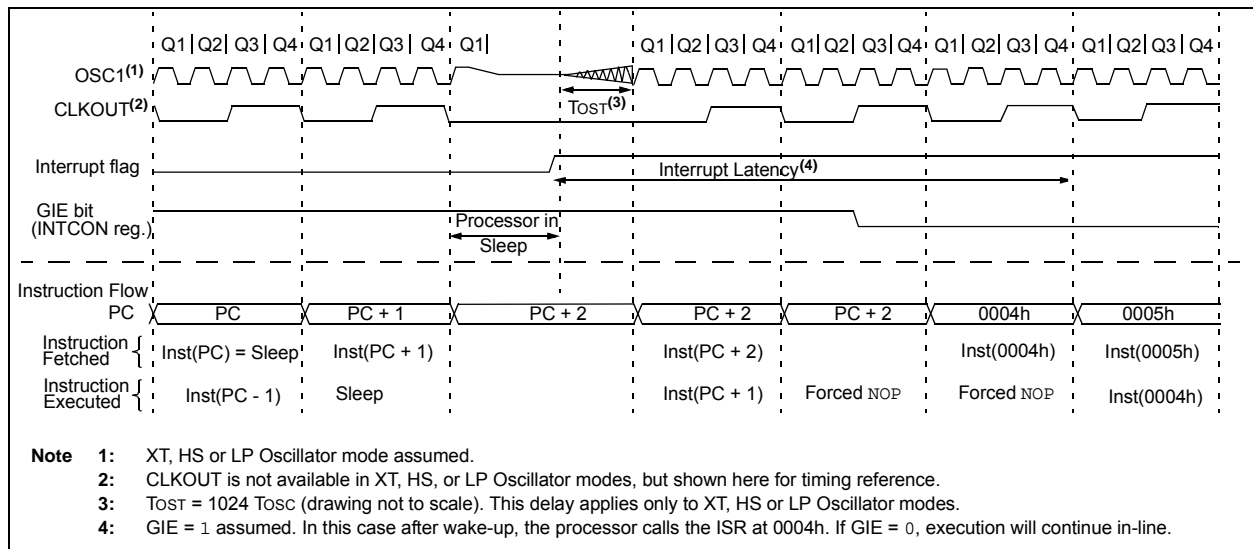 Q1 Q2 Q3 Q4 Q1 Q2 Q3 Q4 Q1 Q1 Q2 Q3 Q4 Q1 Q2 Q3 Q4 Q1 Q2 Q3 Q4 Q1 Q2 Q3 Q4
OSC1(1)
CLKOUT(2)
TOST(3)
Interrupt flag
Interrupt Latency(4)
GIE bit
(INTCON reg.)
Processor in
Sleep
Instruction Flow
PC PC PC + 1 PC + 2 PC + 2 PC + 2 0004h 0005h
Instruction
Fetched
Inst(PC) = Sleep Inst(PC + 1) Inst(PC + 2) Inst(0004h) Inst(0005h)
Instruction
Executed
Inst(PC - 1) Sleep Inst(PC + 1) Forced NOP Forced NOP Inst(0004h)
Note 1: XT, HS or LP Oscillator mode assumed.
2: CLKOUT is not available in XT, HS, or LP Oscillator modes, but shown here for timing reference.
3: TOST = 1024 TOSC (drawing not to scale). This delay applies only to XT, HS or LP Oscillator modes.
4: GIE = 1 assumed. In this case after wake-up, the processor calls the ISR at 0004h. If GIE = 0, execution will continue in-line.